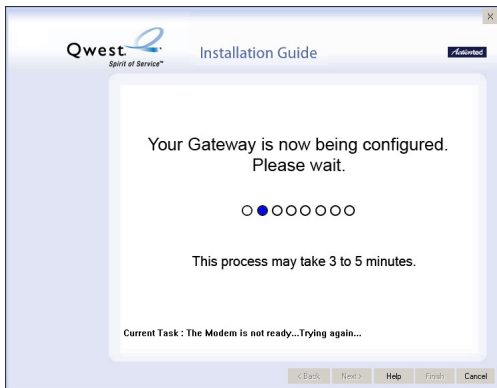 X
Qwest
Spirit of Service™
Installation Guide
Actiontec
Your Gateway is now being configured.
Please wait.
This process may take 3 to 5 minutes.
Current Task : The Modem is not ready...Trying again...
< Back Next > Help Finish Cancel